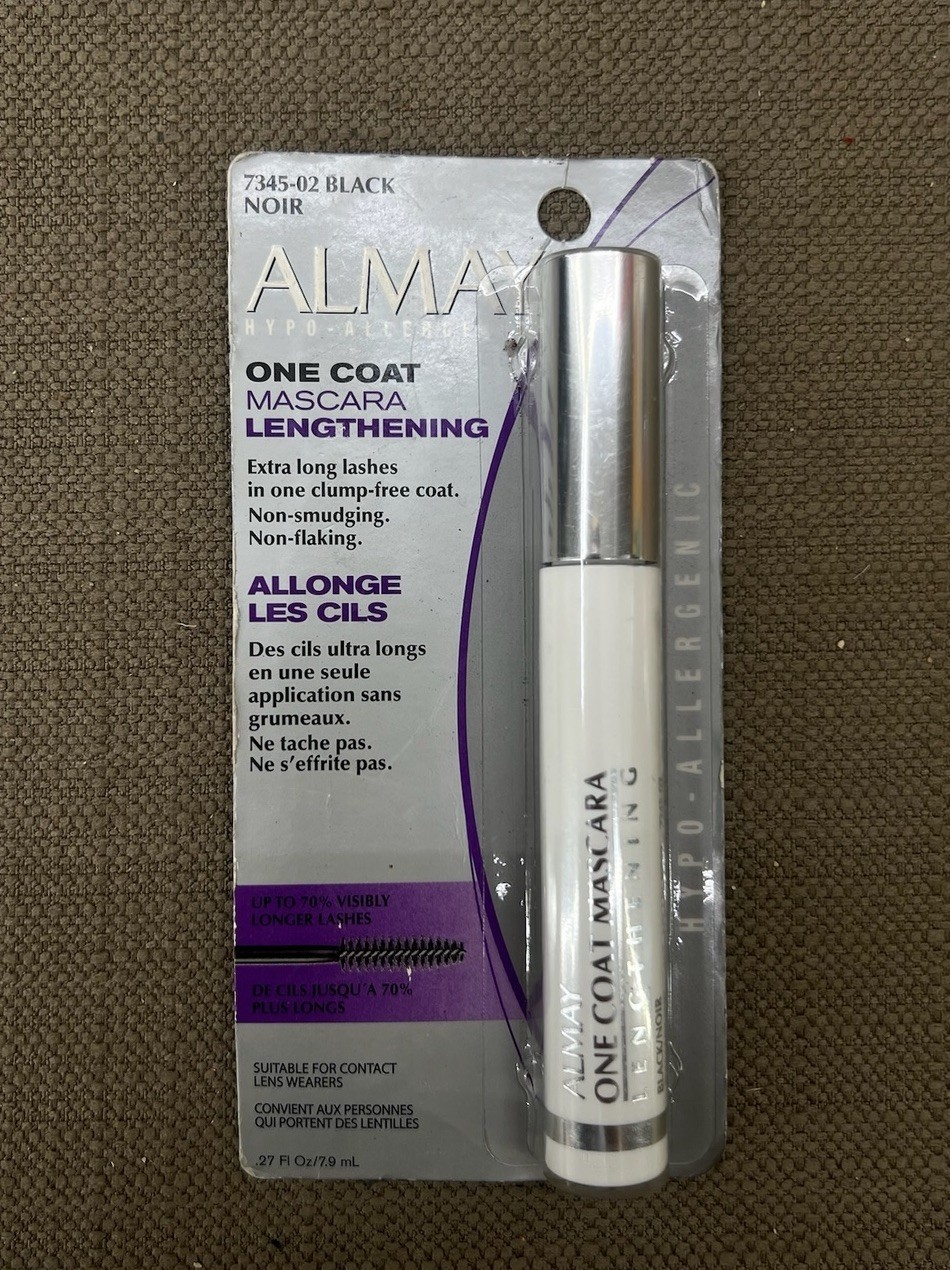 7345-02 BLACK
NOIR
ALMAY
HYPO-ALLERGE
ONE COAT
MASCARA
LENGTHENING
Extra long lashes
in one clump-free coat.
Non-smudging.
Non-flaking.
ALLONGE
LES CILS
Des cils ultra longs
en une seule
application sans
grumeaux.
Ne tache pas.
Ne s'effrite pas.
UP TO 70% VISIBLY
LONGER LASHES
DE CILS JUSQU'A 70%
PLUS LONGS
SUITABLE FOR CONTACT
LENS WEARERS
CONVIENT AUX PERSONNES
QUI PORTENT DES LENTILLES
.27 Fl Oz/7.9 mL
ALMAY
ONE COAT MASCARA
LENGTHENING
BLACK/NOIR
HYPO-ALLERGENIC